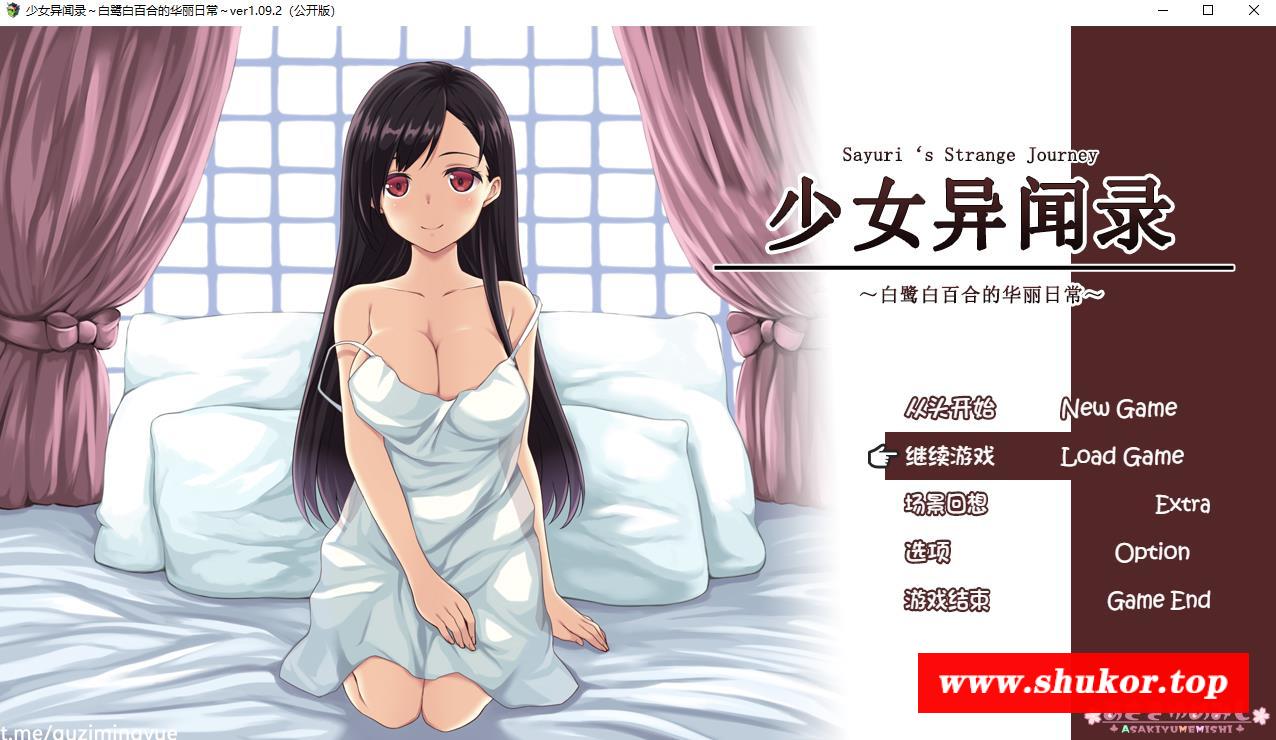 少女异闻录～白鹭白百合的华丽日常～ver1.09.2（公开版）
Sayuri ‘s Strange Journey
少女异闻录
～白鹭白百合的华丽日常～
从头开始 New Game
继续游戏 Load Game
场景回想 Extra
选项 Option
游戏结束 Game End
www.shukor.top
ASAKIYUMEMISHI